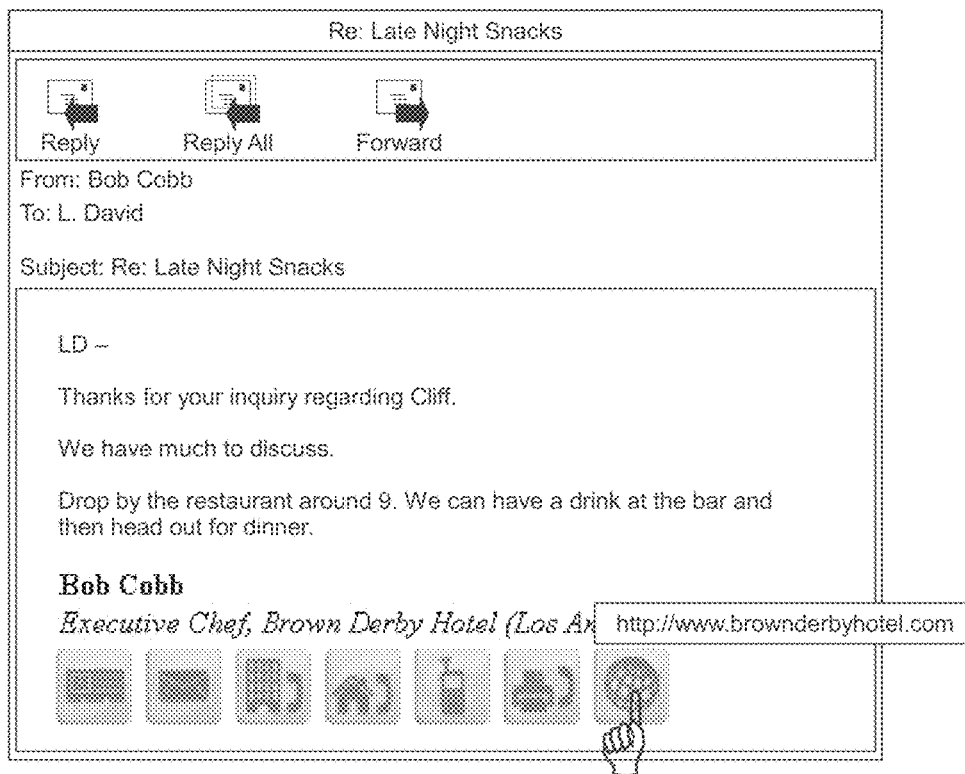 Re: Late Night Snacks
Reply
Reply All
Forward
From: Bob Cobb
To: L. David
Subject: Re: Late Night Snacks
LD –
Thanks for your inquiry regarding Cliff.
We have much to discuss.
Drop by the restaurant around 9. We can have a drink at the bar and
then head out for dinner.
Bob Cobb
Executive Chef, Brown Derby Hotel (Los An
http://www.brownderbyhotel.com